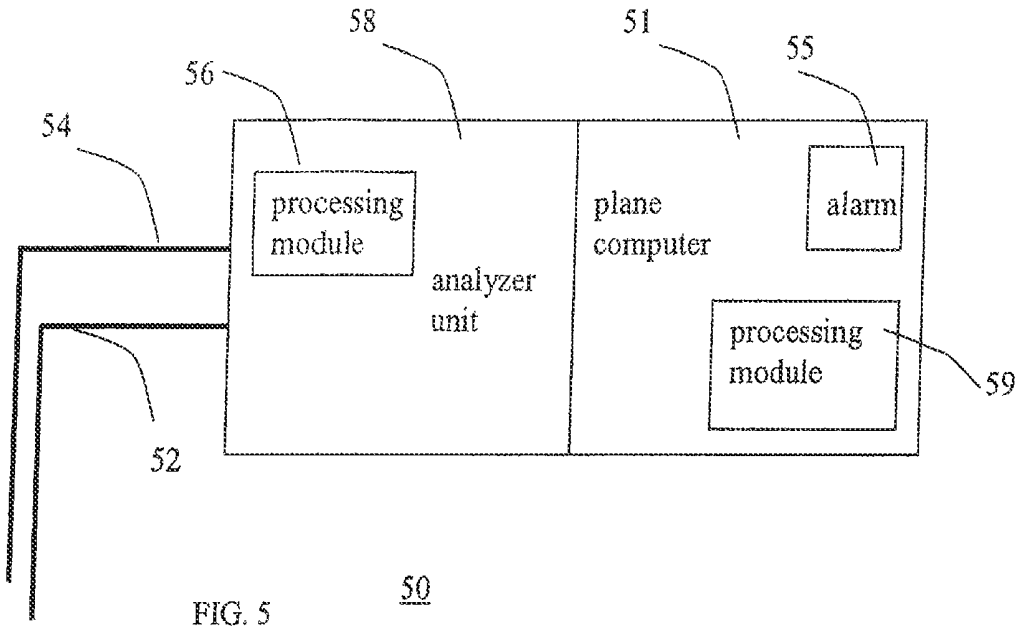 58
51
55
56
54
processing
module
plane
computer
alarm
analyzer
unit
processing
module
59
52
50
FIG. 5